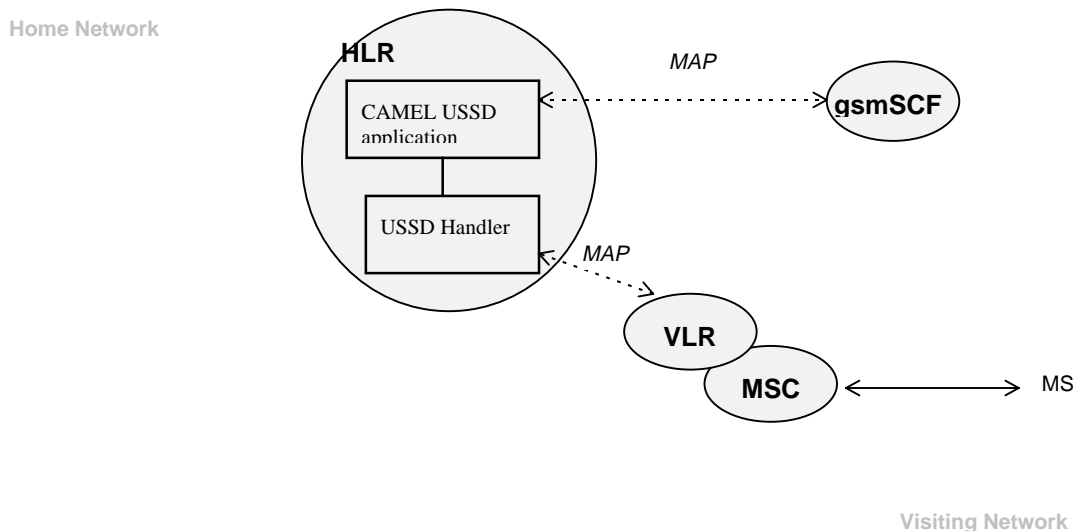 Home Network
HLR
MAP
gsmSCF
CAMEL USSD
application
USSD Handler
MAP
VLR
MSC
MS
Visiting Network